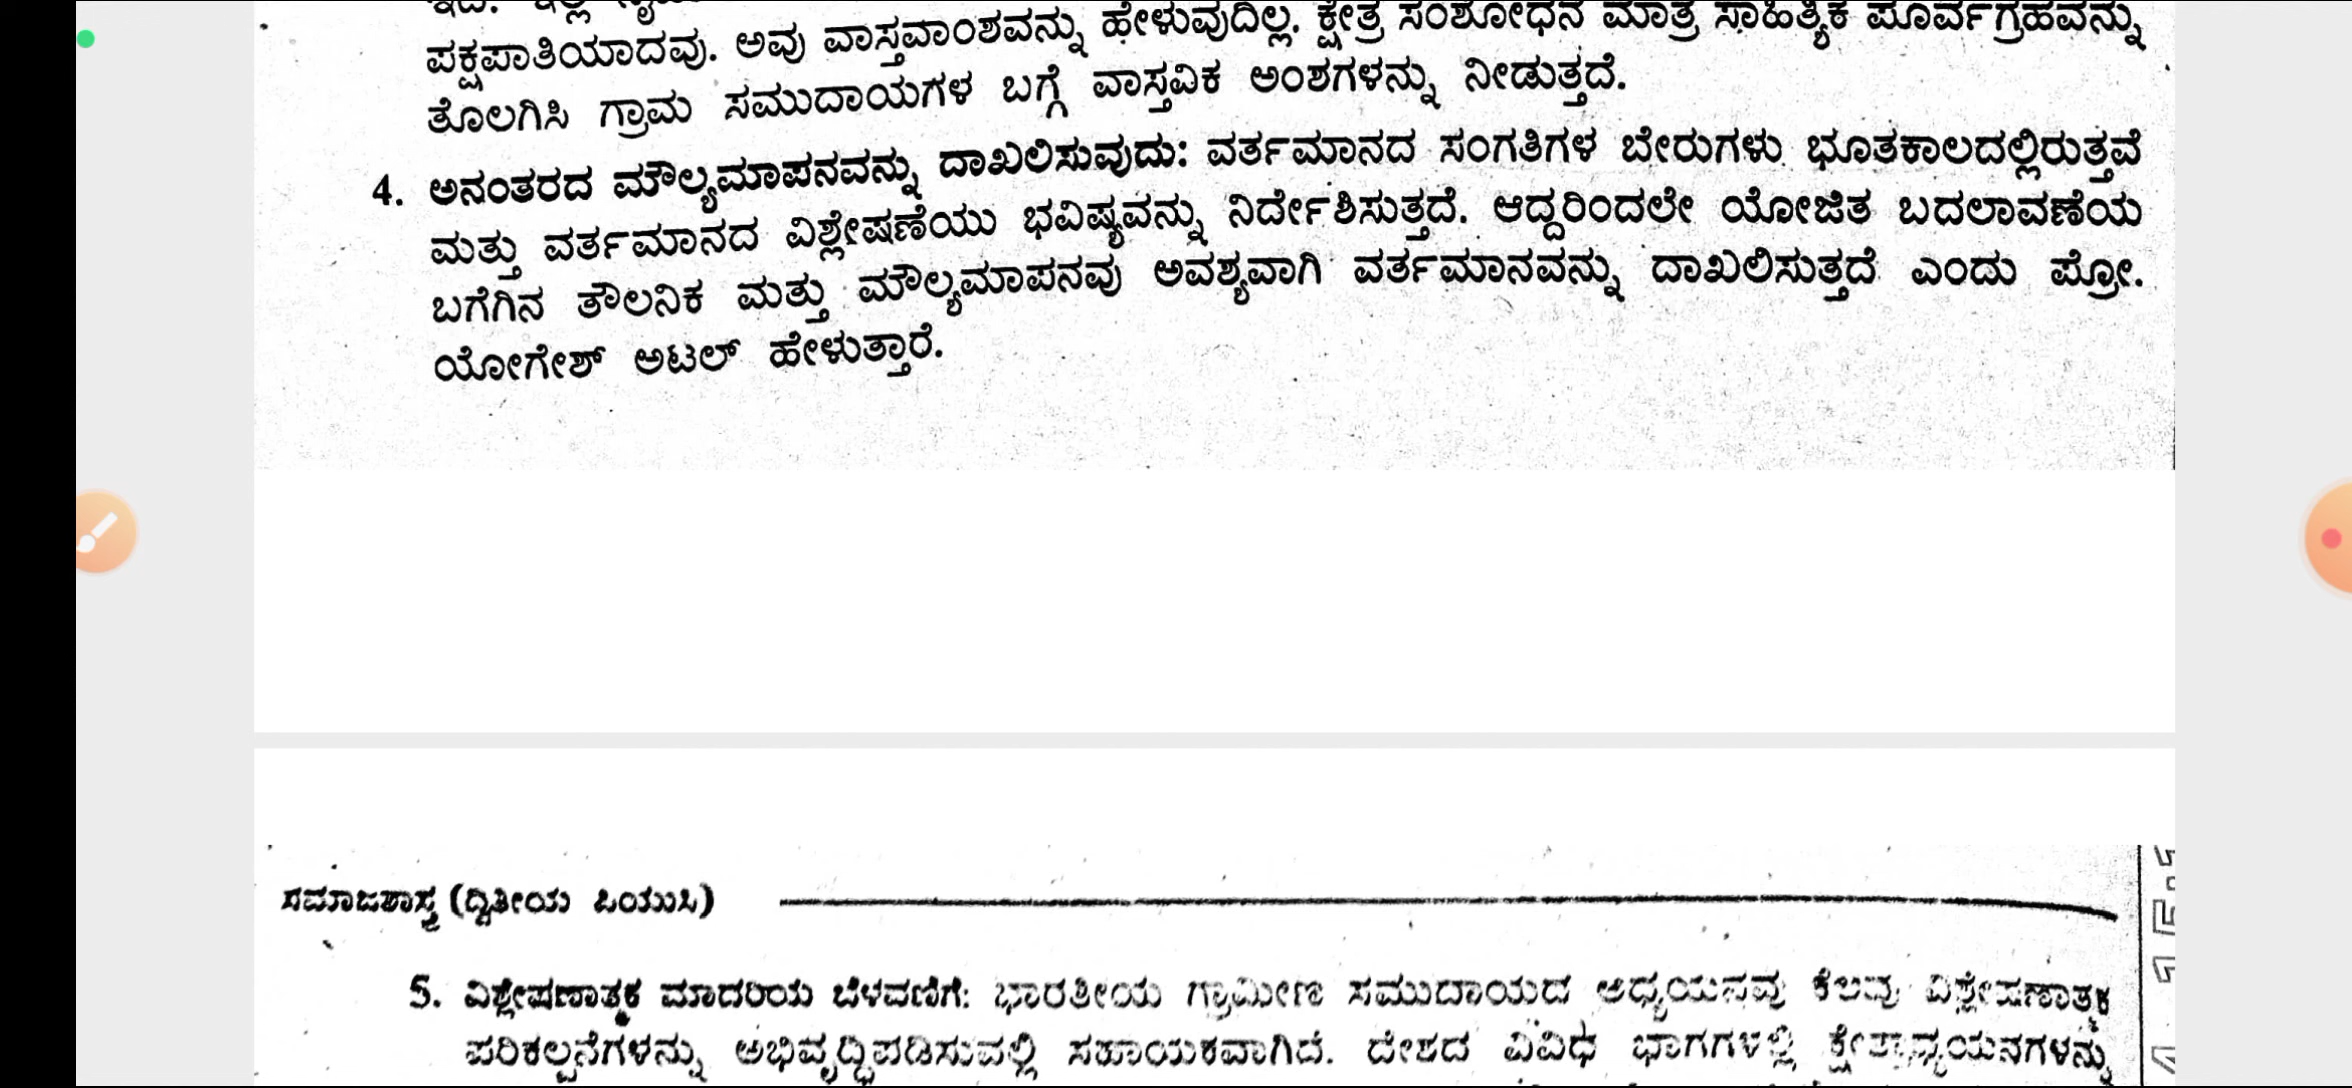 ಪಕ್ಷಪಾತಿಯಾದವು. ಅವು ವಾಸ್ತವಾಂಶವನ್ನು ಹೇಳುವುದಿಲ್ಲ. ಕ್ಷೇತ್ರ ಸಂಶೋಧನೆ ಮಾತ್ರ ಸಾಹಿತ್ಯಿಕ ಪೂರ್ವಗ್ರಹವನ್ನು
ತೊಲಗಿಸಿ ಗ್ರಾಮ ಸಮುದಾಯಗಳ ಬಗ್ಗೆ ವಾಸ್ತವಿಕ ಅಂಶಗಳನ್ನು ನೀಡುತ್ತದೆ.
4. ಅನಂತರದ ಮೌಲ್ಯಮಾಪನವನ್ನು ದಾಖಲಿಸುವುದು: ವರ್ತಮಾನದ ಸಂಗತಿಗಳ ಬೇರುಗಳು ಭೂತಕಾಲದಲ್ಲಿರುತ್ತವೆ
ಮತ್ತು ವರ್ತಮಾನದ ವಿಶ್ಲೇಷಣೆಯು ಭವಿಷ್ಯವನ್ನು ನಿರ್ದೇಶಿಸುತ್ತದೆ. ಆದ್ದರಿಂದಲೇ ಯೋಜಿತ ಬದಲಾವಣೆಯ
ಬಗೆಗಿನ ತೌಲನಿಕ ಮತ್ತು ಮೌಲ್ಯಮಾಪನವು ಅವಶ್ಯವಾಗಿ ವರ್ತಮಾನವನ್ನು ದಾಖಲಿಸುತ್ತದೆ ಎಂದು ಪ್ರೋ.
ಯೋಗೇಶ್ ಅಟಲ್ ಹೇಳುತ್ತಾರೆ.
ಸಮಾಜಶಾಸ್ತ್ರ (ದ್ವಿತೀಯ ಪಿಯುಸಿ)
5. ವಿಶ್ಲೇಷಣಾತ್ಮಕ ಮಾದರಿಯ ಬೆಳವಣಿಗೆ: ಭಾರತೀಯ ಗ್ರಾಮೀಣ ಸಮುದಾಯದ ಅಧ್ಯಯನವು ಕೆಲವು ವಿಶ್ಲೇಷಣಾತ್ಮಕ
ಪರಿಕಲ್ಪನೆಗಳನ್ನು ಅಭಿವೃದ್ಧಿಪಡಿಸುವಲ್ಲಿ ಸಹಾಯಕವಾಗಿದೆ. ದೇಶದ ವಿವಿಧ ಭಾಗಗಳಲ್ಲಿ ಕ್ಷೇತ್ರಾಧ್ಯಯನಗಳನ್ನು